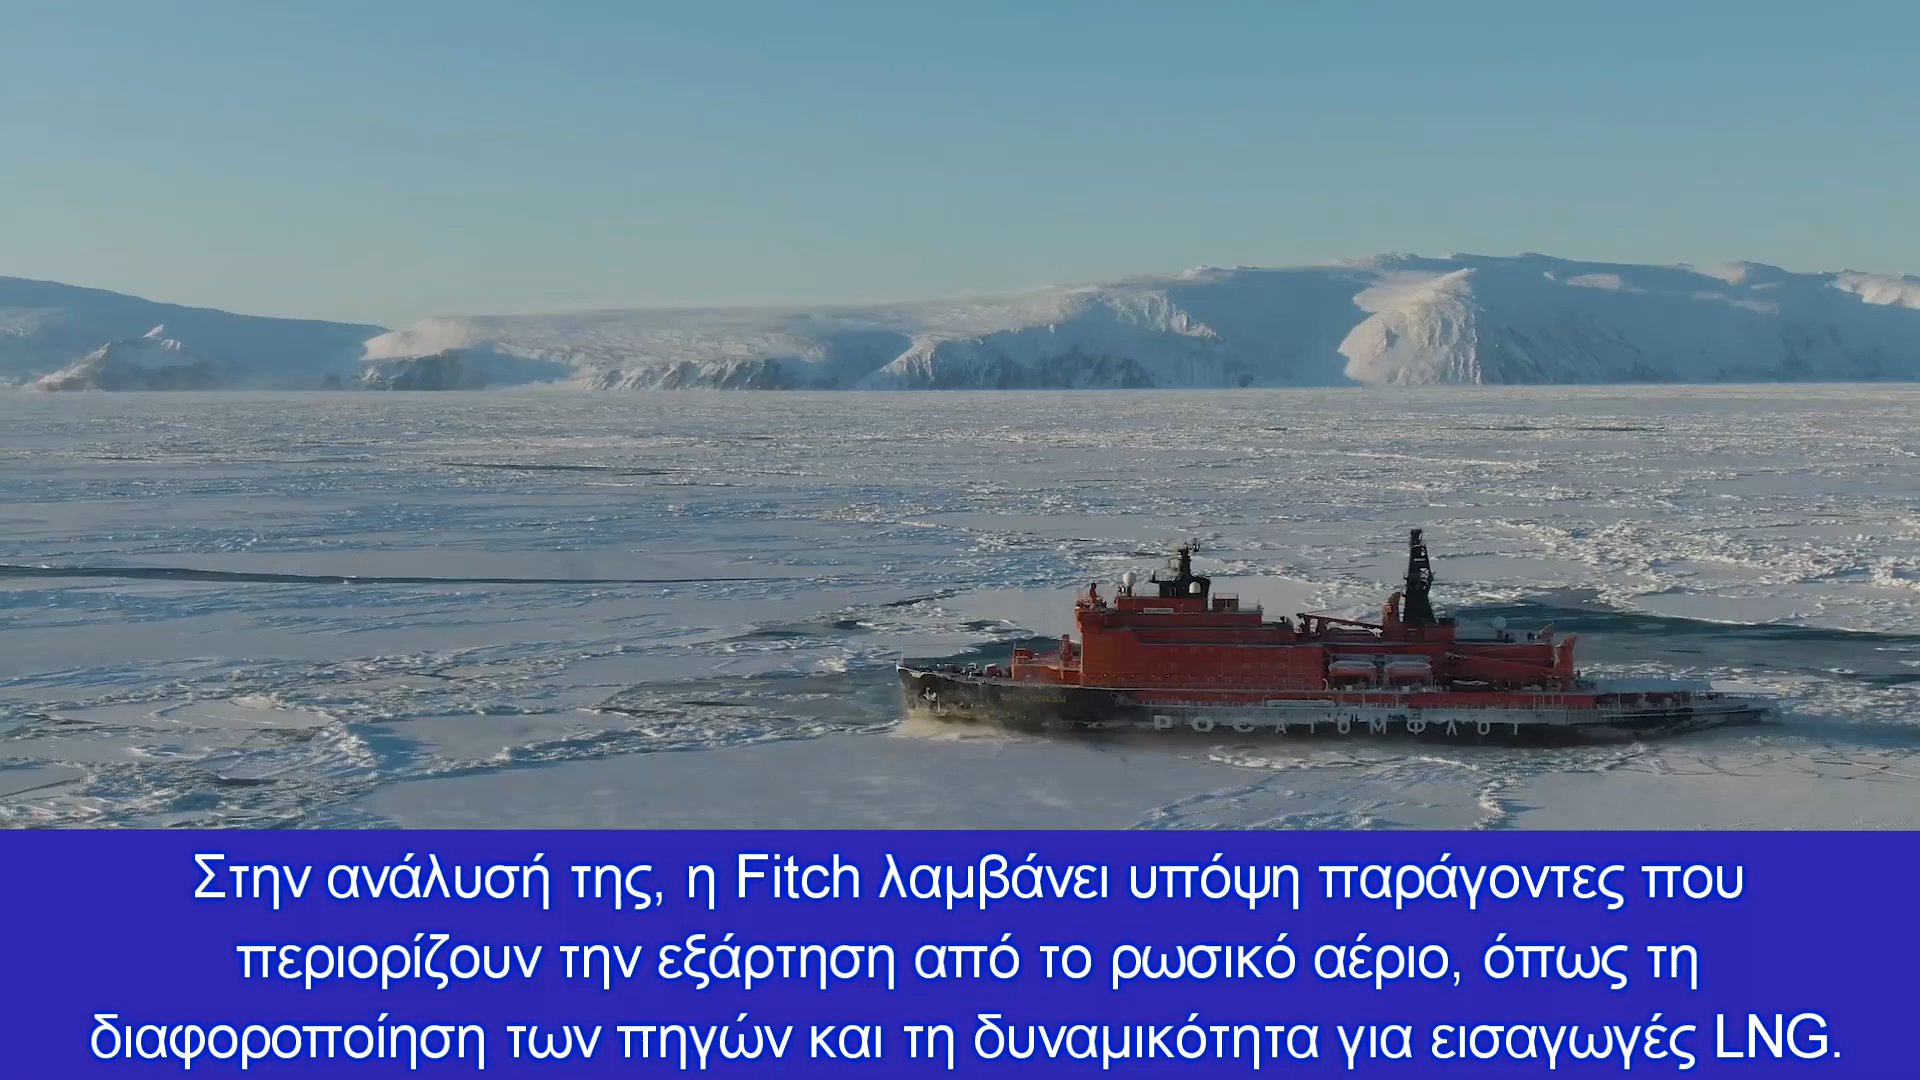 РОСАТОМФЛОТ
Στην ανάλυσή της, η Fitch λαμβάνει υπόψη παράγοντες που
περιορίζουν την εξάρτηση από το ρωσικό αέριο, όπως τη
διαφοροποίηση των πηγών και τη δυναμικότητα για εισαγωγές LNG.